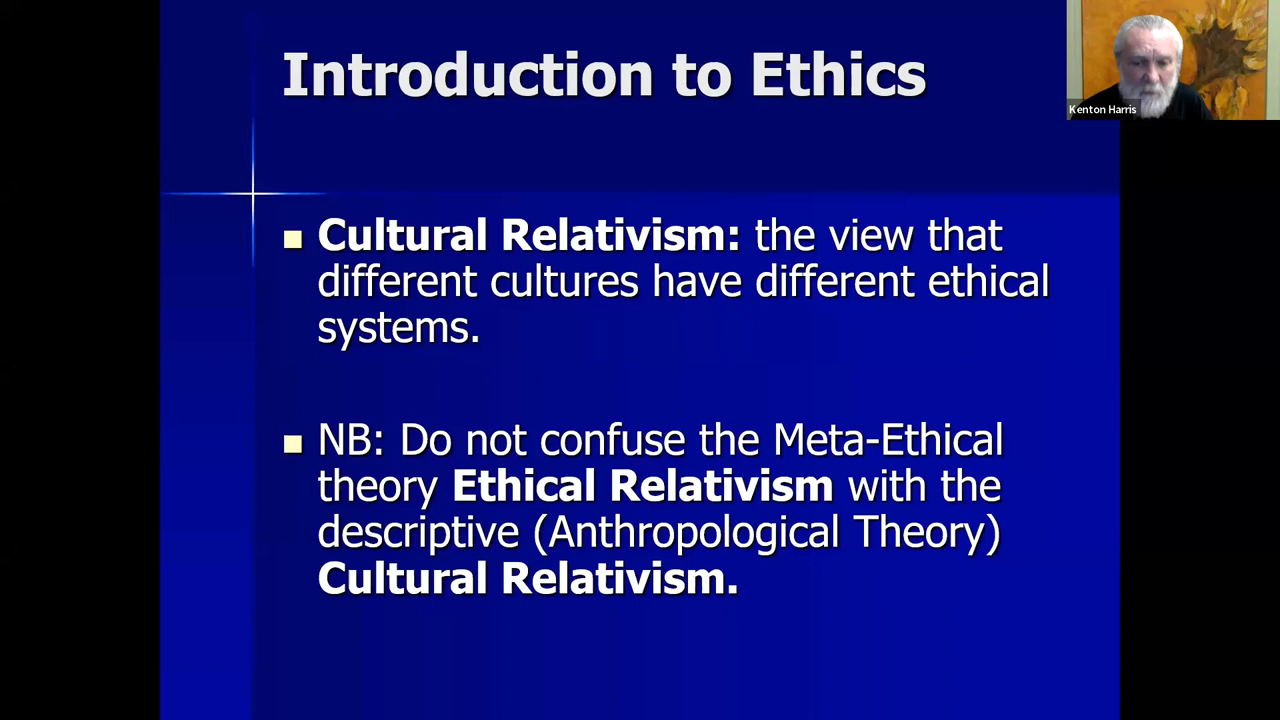 Introduction to Ethics
Kenton Harris
Cultural Relativism: the view that
different cultures have different ethical
systems.
NB: Do not confuse the Meta-Ethical
theory Ethical Relativism with the
descriptive (Anthropological Theory)
Cultural Relativism.